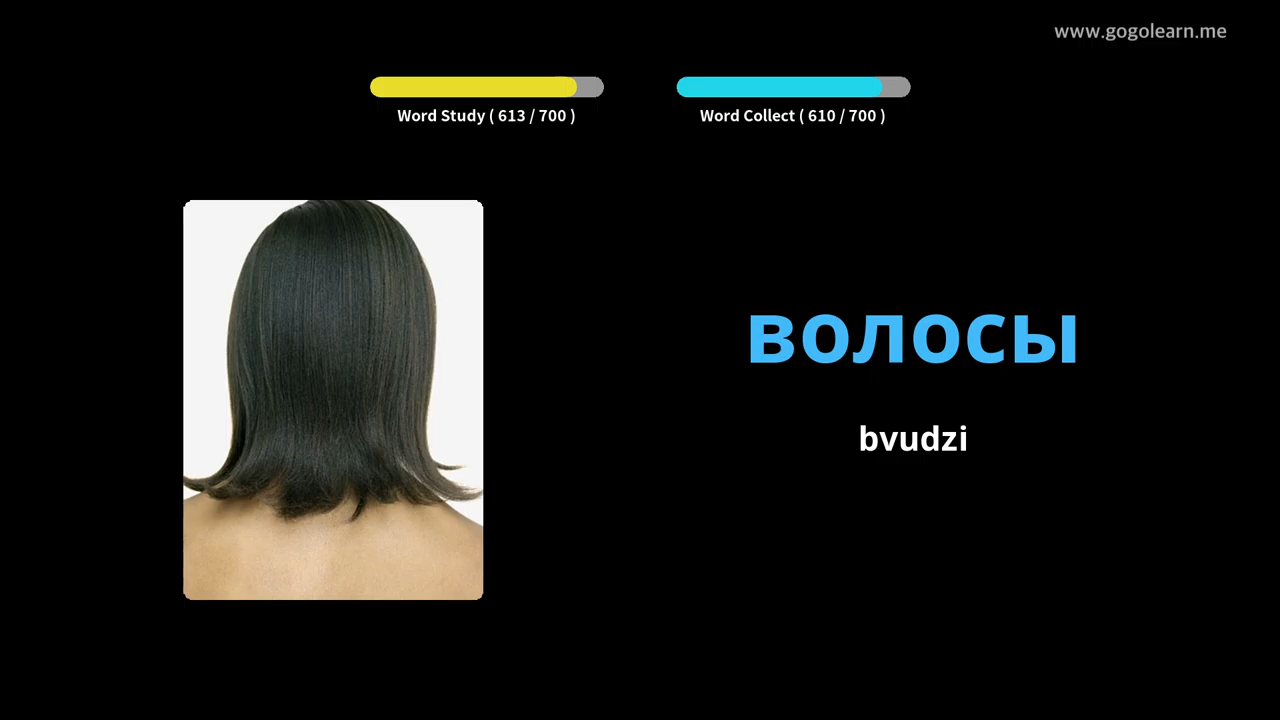 www.gogolearn.me
Word Study ( 613 / 700 )
Word Collect ( 610 / 700 )
волосы
bvudzi